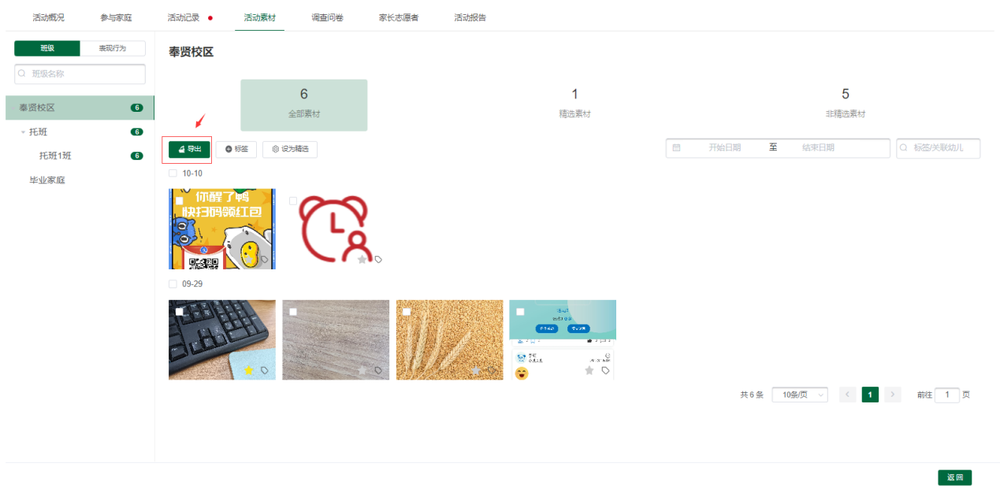 活动概况 参与家庭 活动记录 活动素材 调查问卷 家长志愿者 活动报告
班级 表现行为
班级名称
奉贤校区 6
托班 6
托班1班 6
毕业家庭
奉贤校区
6
全部素材
1
精选素材
5
非精选素材
导出 标签 设为精选
开始日期 至 结束日期 标签/关联幼儿
10-10
你醒了鸭
快扫码领红包
09-29
共 6 条 10条/页 1 前往 1 页
返回